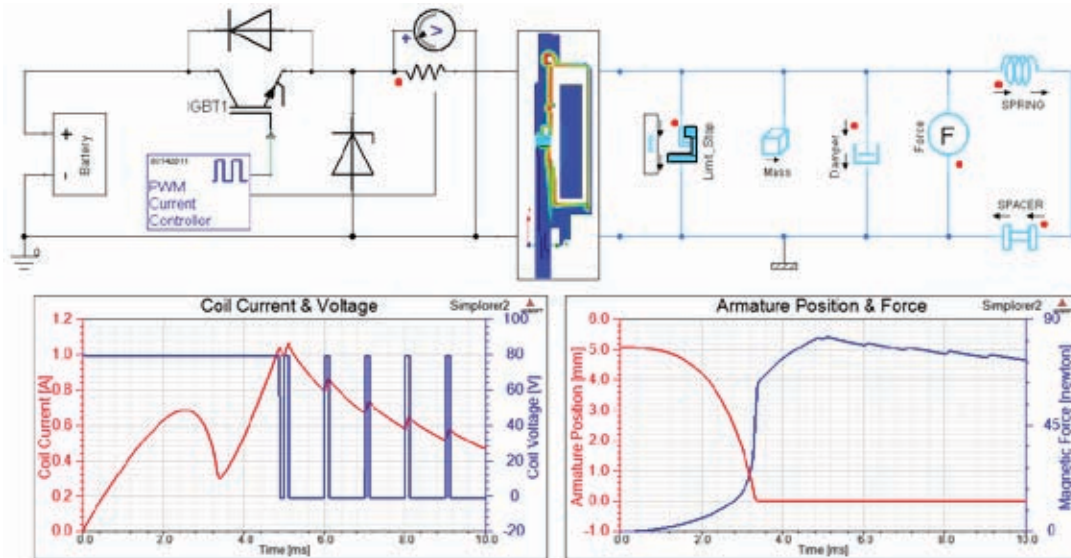 +
V
IGBT1
+
-
Battery
PWM
Current
Controllor
0
Limit_Stop
Mass
Damper
F
Force
SPRING
SPACER
Coil Current & Voltage
Simplorer2
1.2
1.0
0.8
0.6
0.4
0.2
0.0
Coil Current [A]
100
80
60
40
20
0
-20
Coil Voltage [V]
0.0
2.0
4.0
6.0
8.0
10.0
Time [ms]
Armature Position & Force
Simplorer2
6.0
5.0
4.0
3.0
2.0
1.0
0.0
-1.0
Armature Position [mm]
90
45
0
Magnetic Force [newton]
0.0
2.0
4.0
6.0
8.0
10.0
Time [ms]